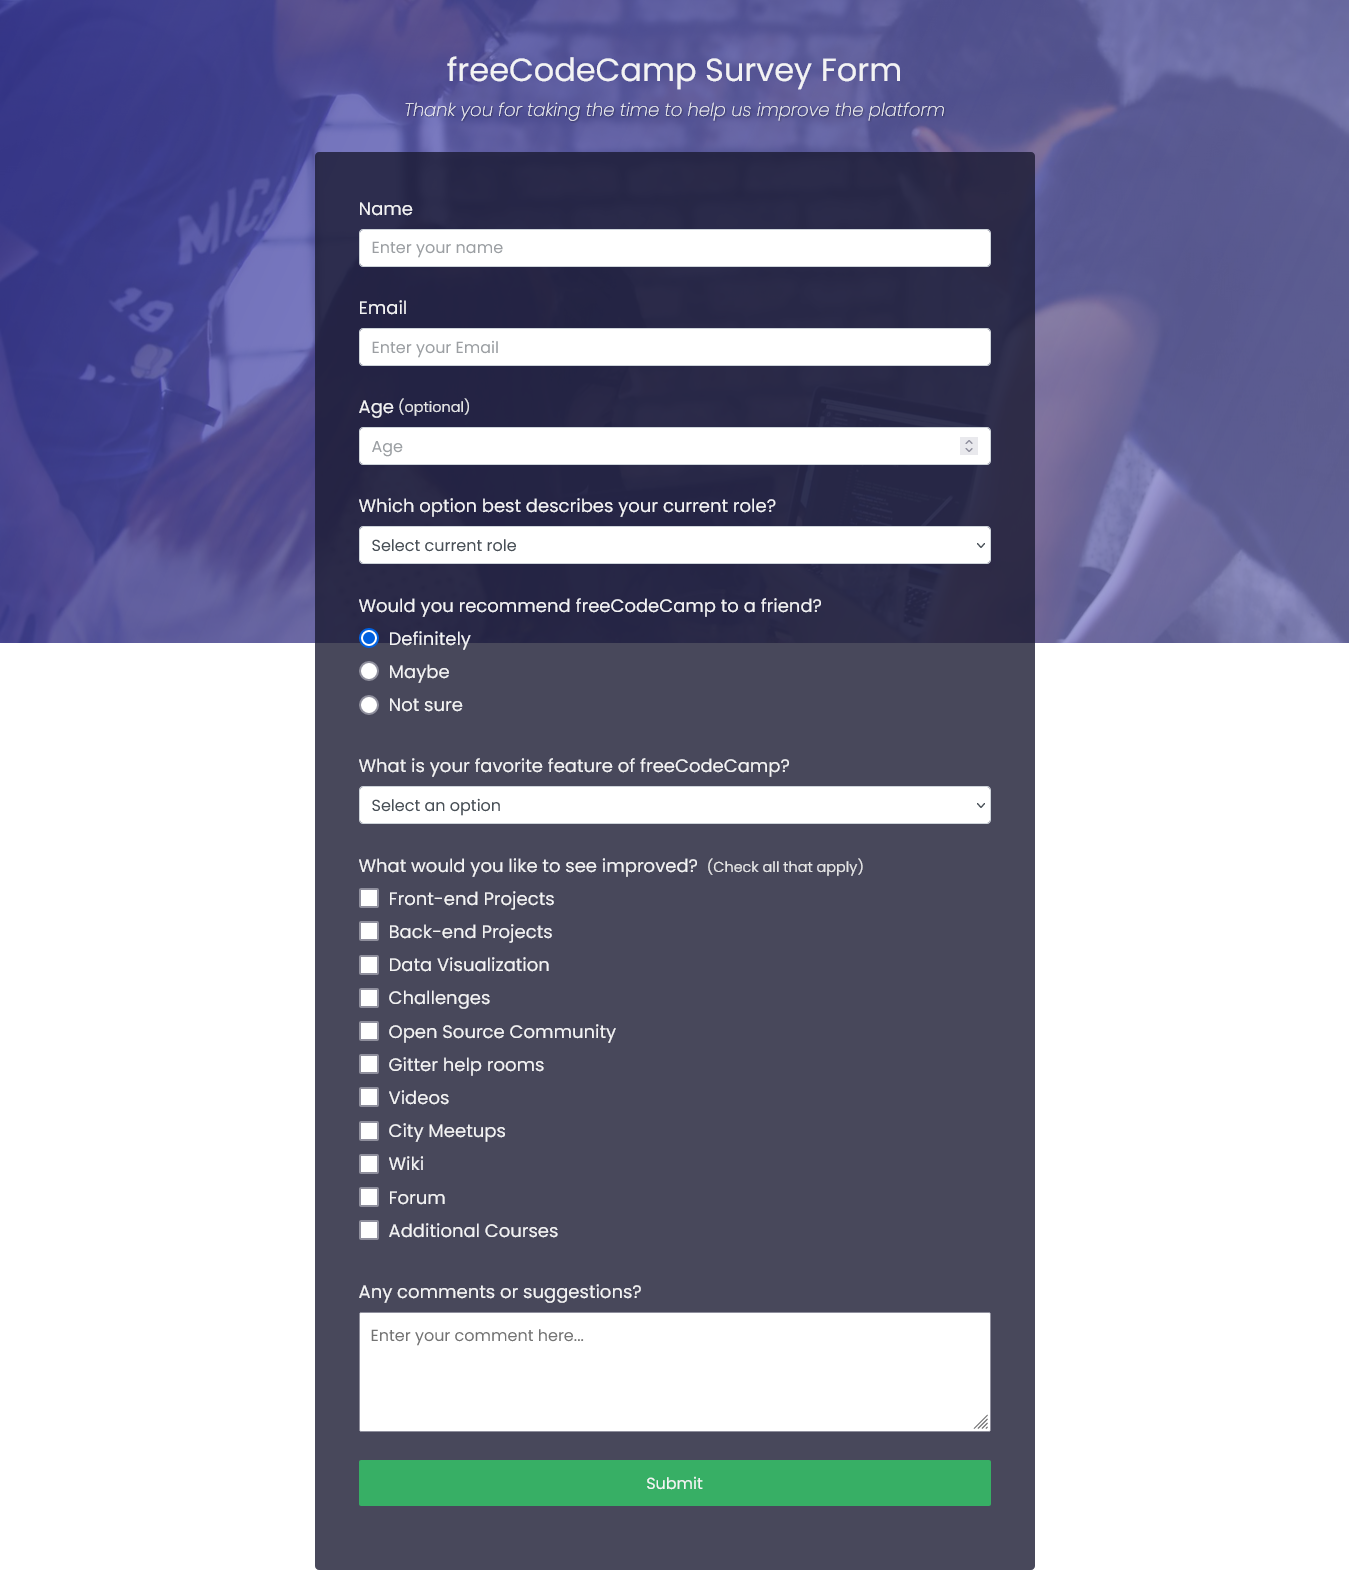 freeCodeCamp Survey Form
Thank you for taking the time to help us improve the platform
Name
Enter your name
Email
Enter your Email
Age (optional)
Age
Which option best describes your current role?
Select current role
Would you recommend freeCodeCamp to a friend?
Definitely
Maybe
Not sure
What is your favorite feature of freeCodeCamp?
Select an option
What would you like to see improved? (Check all that apply)
Front-end Projects
Back-end Projects
Data Visualization
Challenges
Open Source Community
Gitter help rooms
Videos
City Meetups
Wiki
Forum
Additional Courses
Any comments or suggestions?
Enter your comment here...
Submit
MICH
19